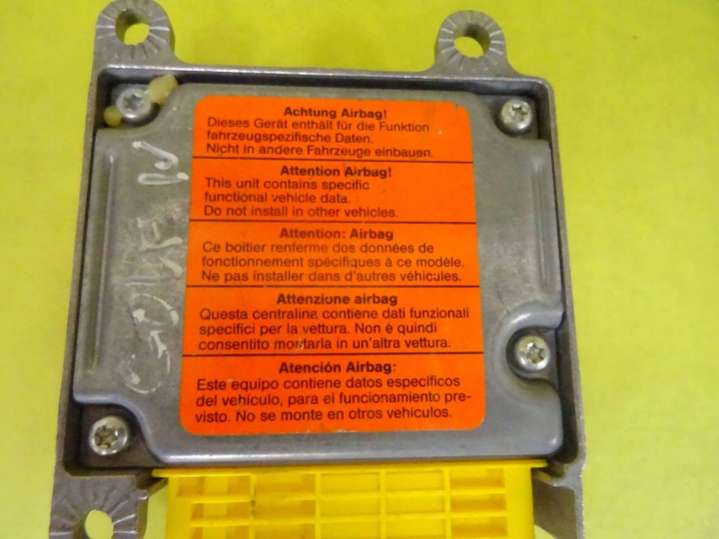 Achtung Airbag!
Dieses Gerät enthält für die Funktion
fahrzeugspezifische Daten.
Nicht in andere Fahrzeuge einbauen.
Attention Airbag!
This unit contains specific
functional vehicle data.
Do not install in other vehicles.
Attention: Airbag
Ce boitier renferme des données de
fonctionnement spécifiques à ce modèle.
Ne pas installer dans d'autres véhicules.
Attenzione airbag
Questa centralina contiene dati funzionali
specifici per la vettura. Non è quindi
consentito montarla in un'altra vettura.
Atención Airbag:
Este equipo contiene datos especificos
del vehiculo, para el funcionamiento pre-
visto. No se monte en otros vehiculos.